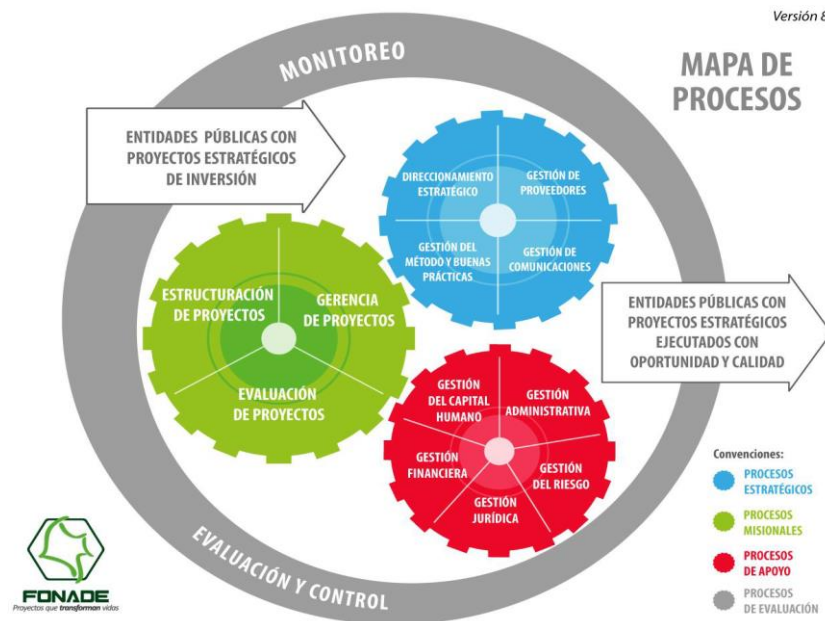 Versión 8
MAPA DE
PROCESOS
MONITOREO
ENTIDADES PÚBLICAS CON
PROYECTOS ESTRATÉGICOS
DE INVERSIÓN
DIRECCIONAMIENTO
ESTRATÉGICO
GESTIÓN DE
PROVEEDORES
GESTIÓN DEL
MÉTODO Y BUENAS
PRÁCTICAS
GESTIÓN DE
COMUNICACIONES
ESTRUCTURACIÓN
DE PROYECTOS
GERENCIA
DE PROYECTOS
EVALUACIÓN
DE PROYECTOS
ENTIDADES PÚBLICAS CON
PROYECTOS ESTRATÉGICOS
EJECUTADOS CON
OPORTUNIDAD Y CALIDAD
GESTIÓN
DEL CAPITAL
HUMANO
GESTIÓN
ADMINISTRATIVA
GESTIÓN
FINANCIERA
GESTIÓN
DEL RIESGO
GESTIÓN
JURÍDICA
EVALUACIÓN Y CONTROL
Convenciones:
PROCESOS
ESTRATÉGICOS
PROCESOS
MISIONALES
PROCESOS
DE APOYO
PROCESOS
DE EVALUACIÓN
FONADE
Proyectos que transforman vidas